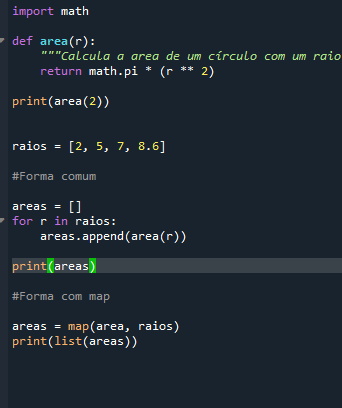 import math
def area(r):
"""Calcula a area de um círculo com um raio
return math.pi * (r ** 2)
print(area(2))
raios = [2, 5, 7, 8.6]
#Forma comum
areas = []
for r in raios:
areas.append(area(r))
print(areas)
#Forma com map
areas = map(area, raios)
print(list(areas))